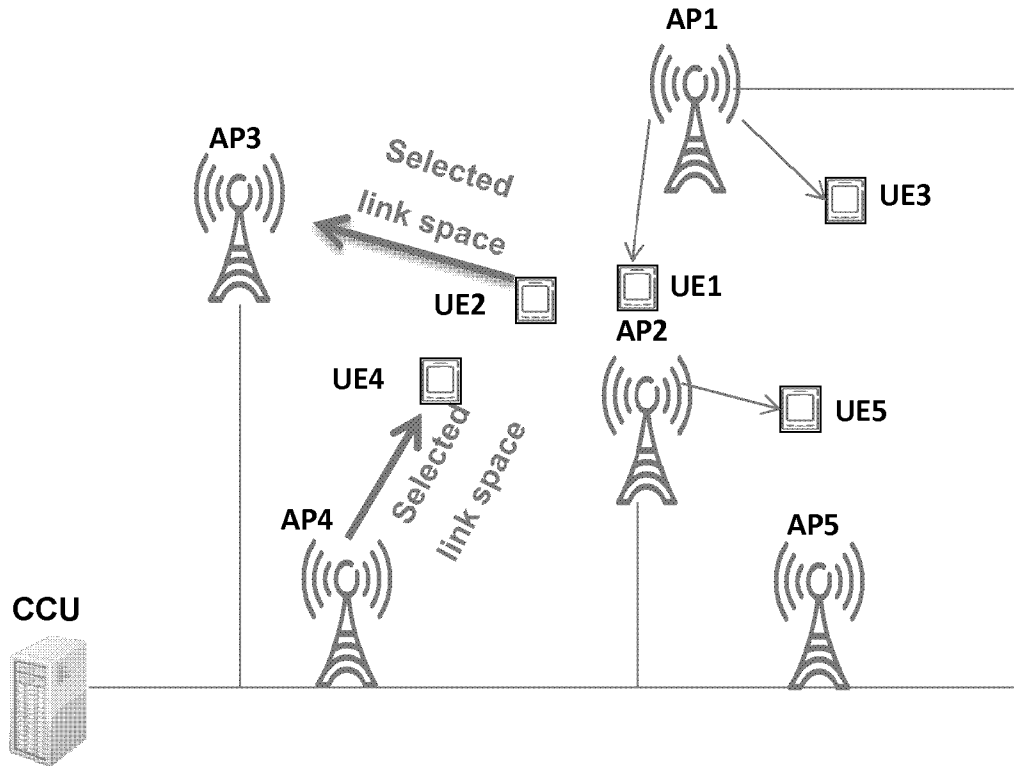 AP1
AP3
Selected
link space
UE3
UE2
UE1
AP2
UE4
UE5
Selected
link space
AP4
AP5
CCU